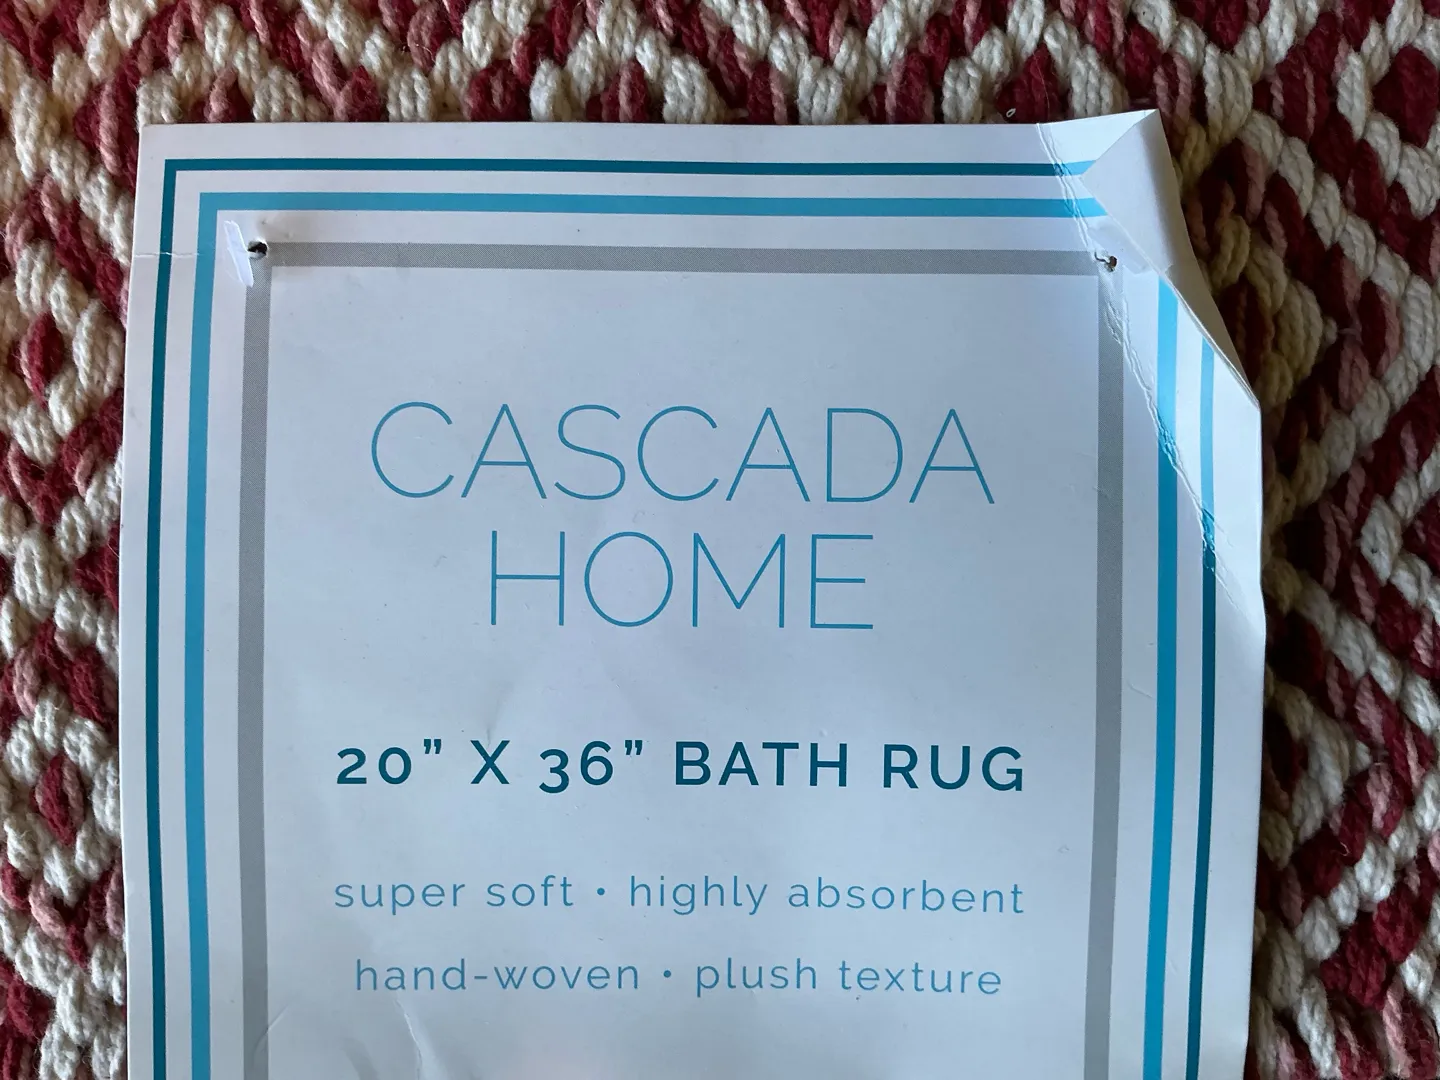 CASCADA
HOME
20” X 36” BATH RUG
super soft • highly absorbent
hand-woven • plush texture